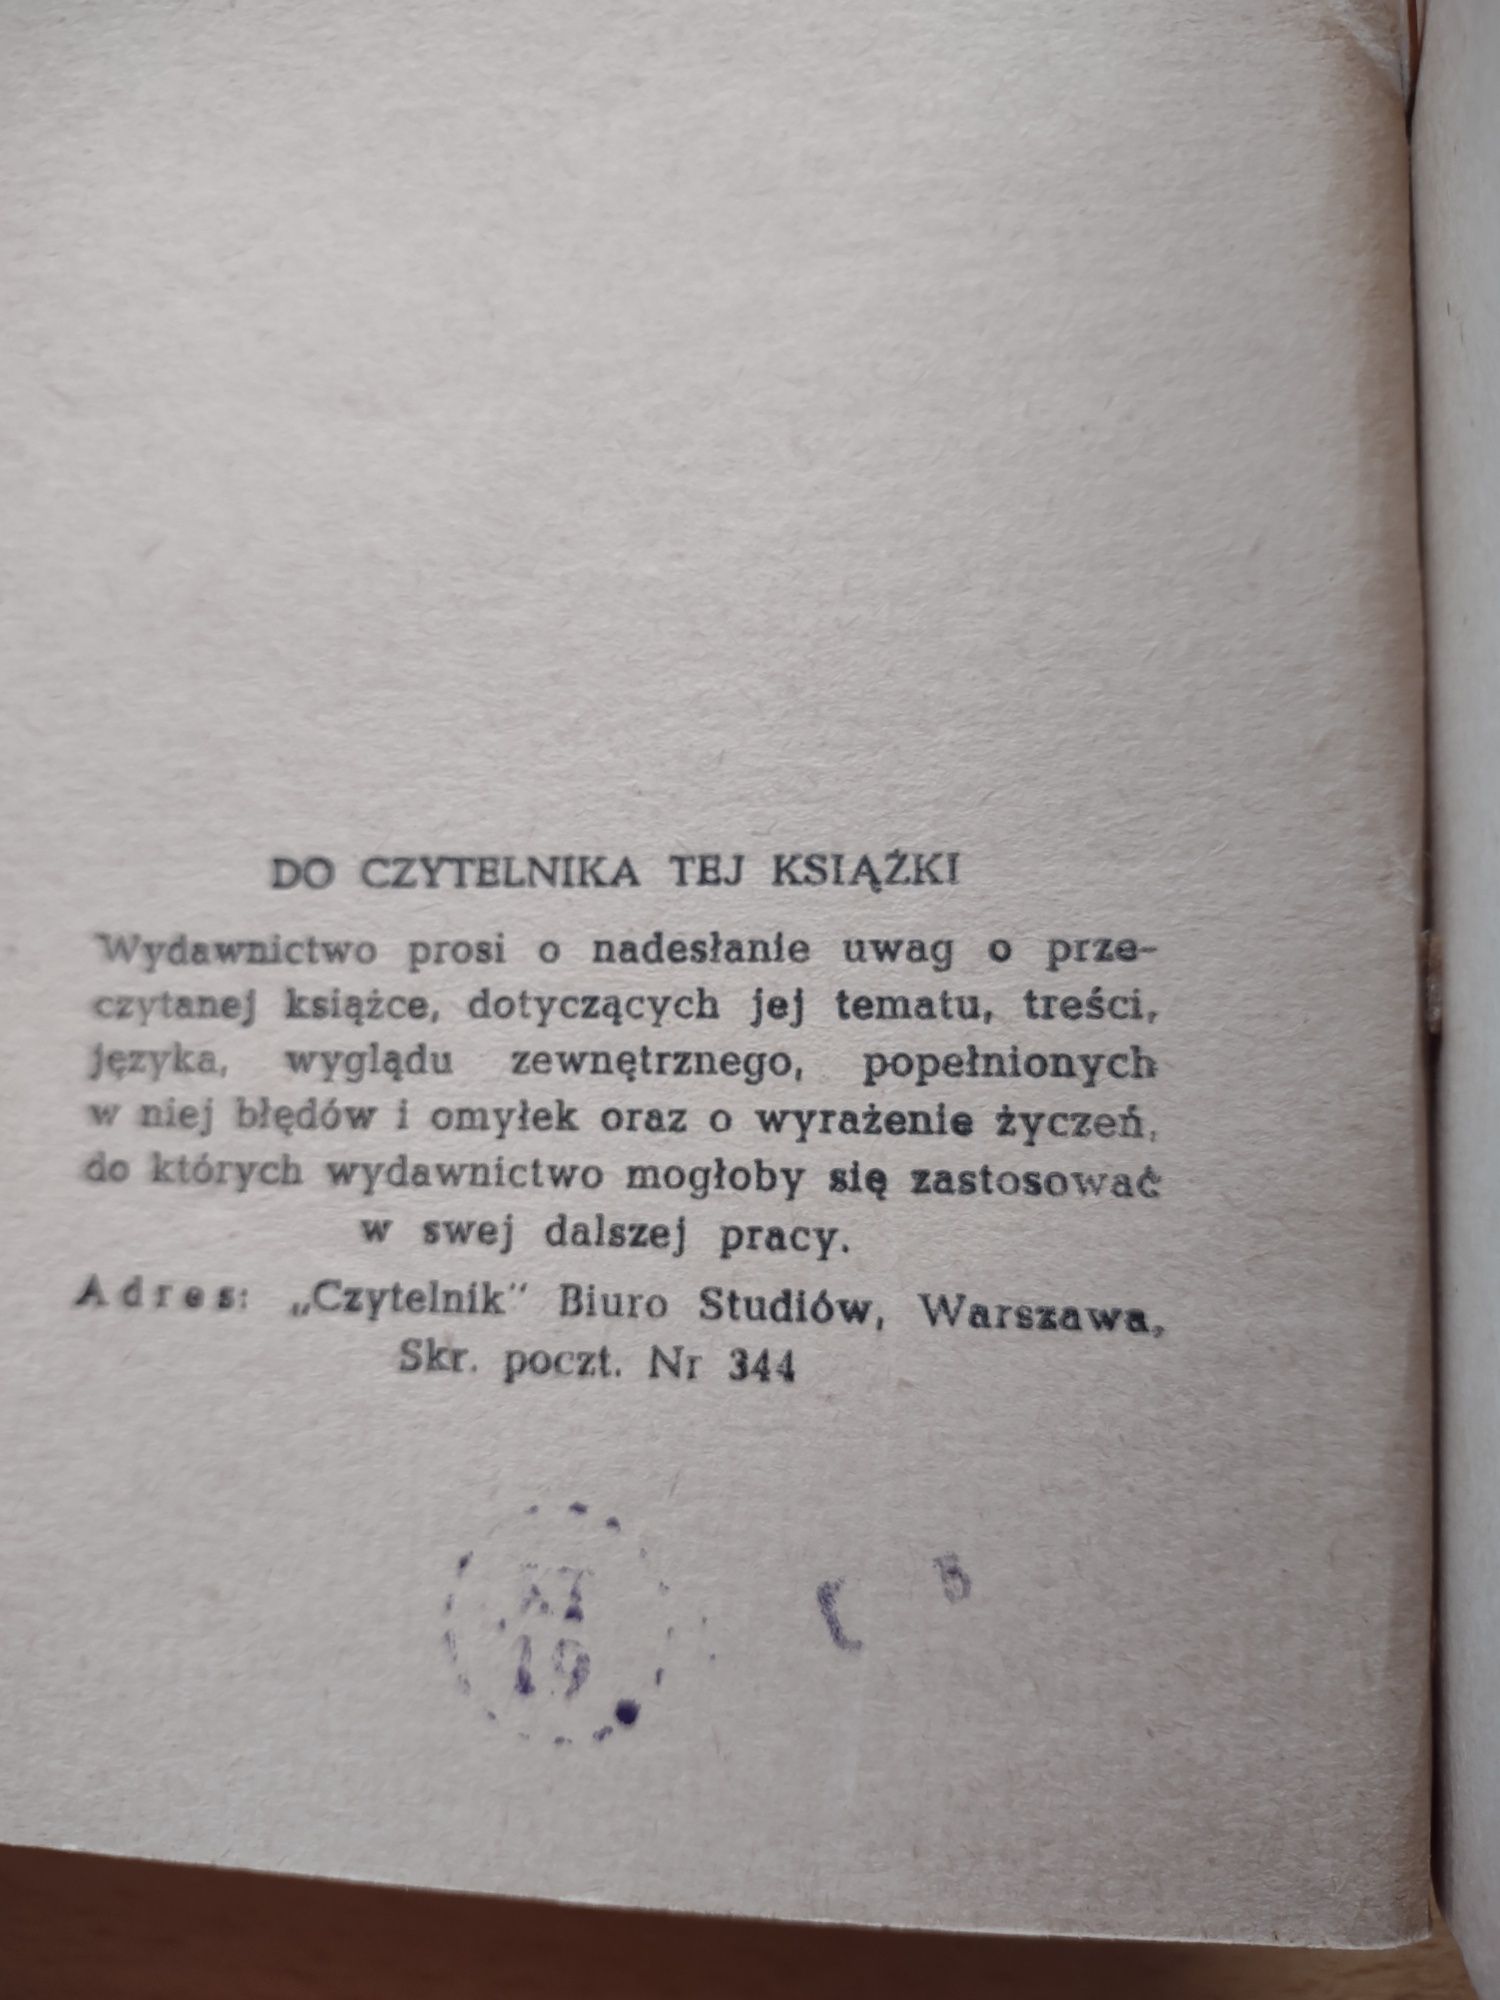 DO CZYTELNIKA TEJ KSIĄŻKI
Wydawnictwo prosi o nadesłanie uwag o prze-
czytanej książce, dotyczących jej tematu, treści,
języka, wyglądu zewnętrznego, popełnionych
w niej błędów i omyłek oraz o wyrażenie życzeń,
do których wydawnictwo mogłoby się zastosować
w swej dalszej pracy.
Adres: „Czytelnik" Biuro Studiów, Warszawa,
Skr. poczt. Nr 344
19
B